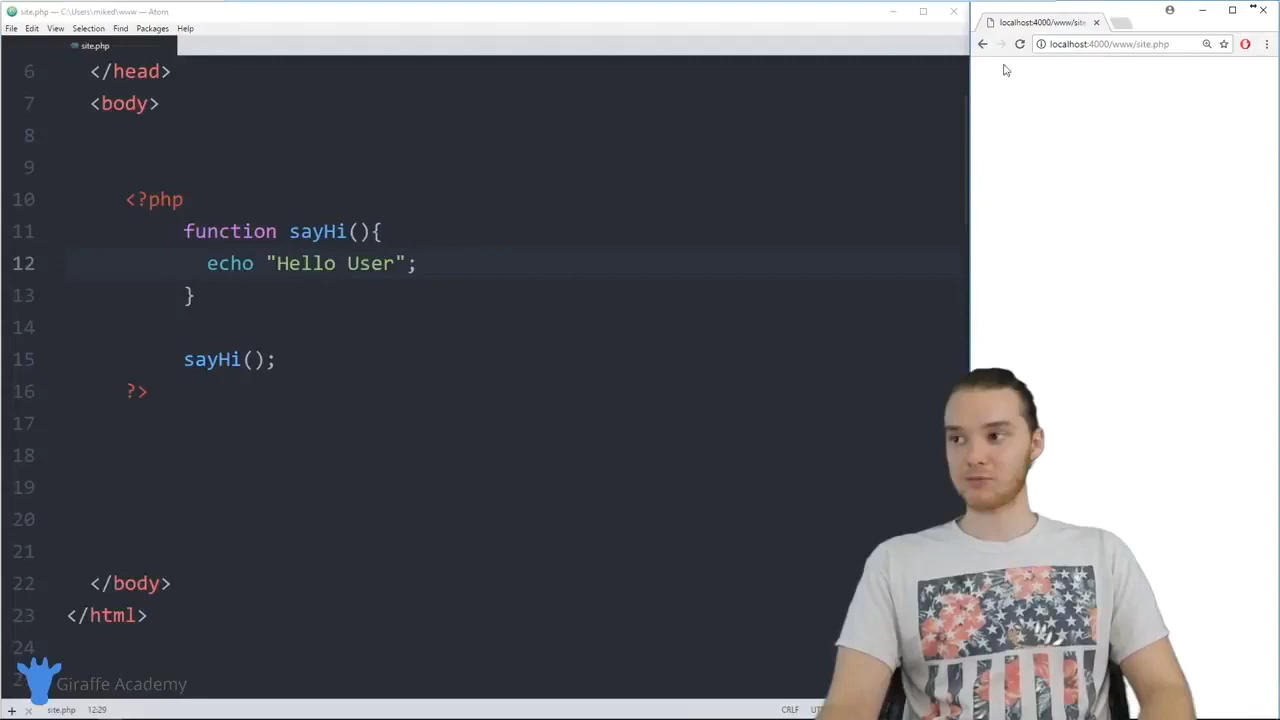 site.php — C:\Users\miked\www — Atom
File Edit View Selection Find Packages Help
site.php
6 </head>
7 <body>
8
9
10 <?php
11 function sayHi(){
12 echo "Hello User";
13 }
14
15 sayHi();
16 ?>
17
18
19
20
21
22 </body>
23 </html>
24
Giraffe Academy
site.php 12:29 CRLF
localhost:4000/www/site
localhost:4000/www/site.php